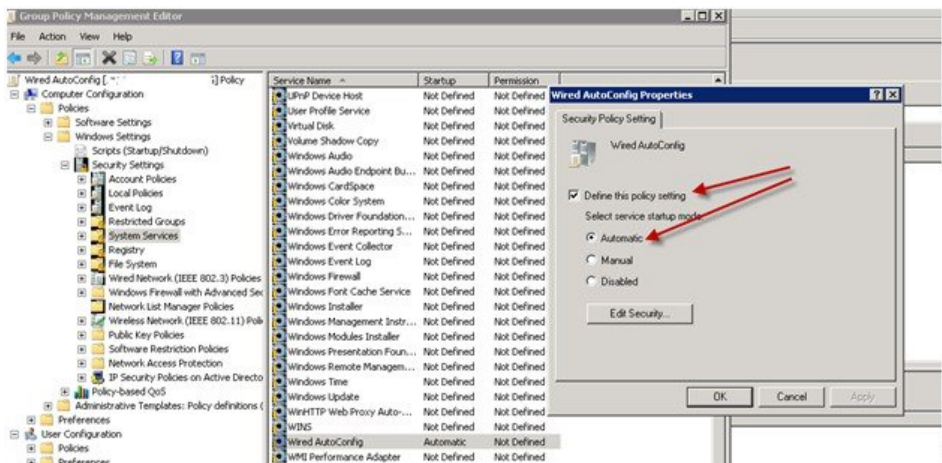 Group Policy Management Editor
File Action View Help
Wired AutoConfig [. Policy
Computer Configuration
Policies
Software Settings
Windows Settings
Scripts (Startup/Shutdown)
Security Settings
Account Policies
Local Policies
Event Log
Restricted Groups
System Services
Registry
File System
Wired Network (IEEE 802.3) Policies
Windows Firewall with Advanced Sec
Network List Manager Policies
Wireless Network (IEEE 802.11) Poli
Public Key Policies
Software Restriction Policies
Network Access Protection
IP Security Policies on Active Directo
Policy-based QoS
Administrative Templates: Policy definitions (
Preferences
User Configuration
Policies
Preferences
Service Name Startup Permission
UPnP Device Host Not Defined Not Defined
User Profile Service Not Defined Not Defined
Virtual Disk Not Defined Not Defined
Volume Shadow Copy Not Defined Not Defined
Windows Audio Not Defined Not Defined
Windows Audio Endpoint Bu... Not Defined Not Defined
Windows CardSpace Not Defined Not Defined
Windows Color System Not Defined Not Defined
Windows Driver Foundation... Not Defined Not Defined
Windows Error Reporting S... Not Defined Not Defined
Windows Event Collector Not Defined Not Defined
Windows Event Log Not Defined Not Defined
Windows Firewall Not Defined Not Defined
Windows Font Cache Service Not Defined Not Defined
Windows Installer Not Defined Not Defined
Windows Management Instr... Not Defined Not Defined
Windows Modules Installer Not Defined Not Defined
Windows Presentation Foun... Not Defined Not Defined
Windows Remote Managem... Not Defined Not Defined
Windows Time Not Defined Not Defined
Windows Update Not Defined Not Defined
WinHTTP Web Proxy Auto-... Not Defined Not Defined
WINS Not Defined Not Defined
Wired AutoConfig Automatic Not Defined
WMI Performance Adapter Not Defined Not Defined
Wired AutoConfig Properties
Security Policy Setting
Wired AutoConfig
Define this policy setting
Select service startup mode:
Automatic
Manual
Disabled
Edit Security...
OK Cancel Apply